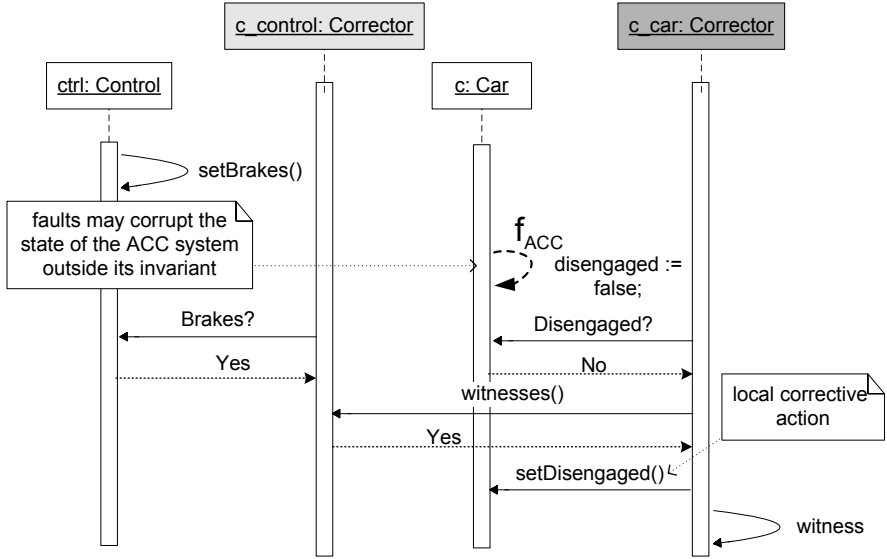 c_control: Corrector
c_car: Corrector
ctrl: Control
c: Car
setBrakes()
faults may corrupt the
state of the ACC system
outside its invariant
fACC
disengaged :=
false;
Brakes?
Disengaged?
Yes
No
witnesses()
local corrective
action
Yes
setDisengaged()
witness